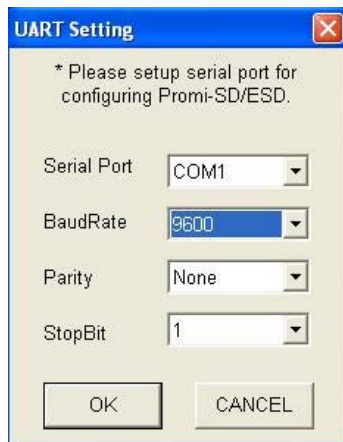 UART Setting
* Please setup serial port for
configuring Promi-SD/ESD.
Serial Port COM1
BaudRate 9600
Parity None
StopBit 1
OK CANCEL